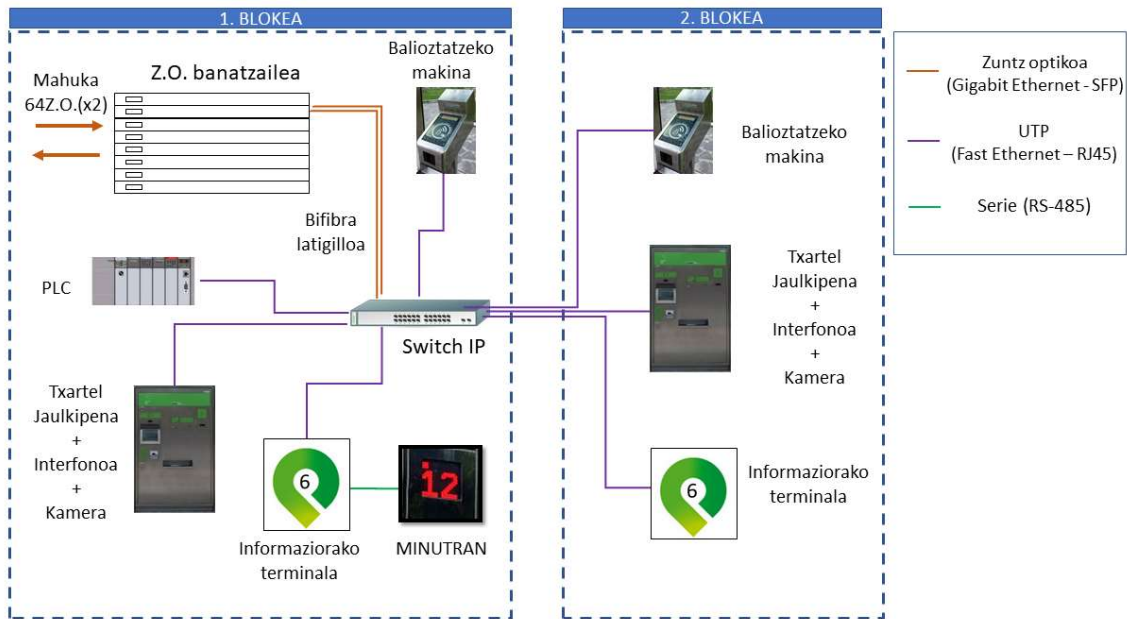 1. BLOKEA
Mahuka
64Z.O.(x2)
Z.O. banatzailea
Balioztatzeko
makina
Bifibra
latigilloa
PLC
Switch IP
Txartel
Jaulkipena
+
Interfonoa
+
Kamera
6
Informaziorako
terminala
12
MINUTRAN
2. BLOKEA
Balioztatzeko
makina
Txartel
Jaulkipena
+
Interfonoa
+
Kamera
6
Informaziorako
terminala
Zuntz optikoa
(Gigabit Ethernet - SFP)
UTP
(Fast Ethernet – RJ45)
Serie (RS-485)